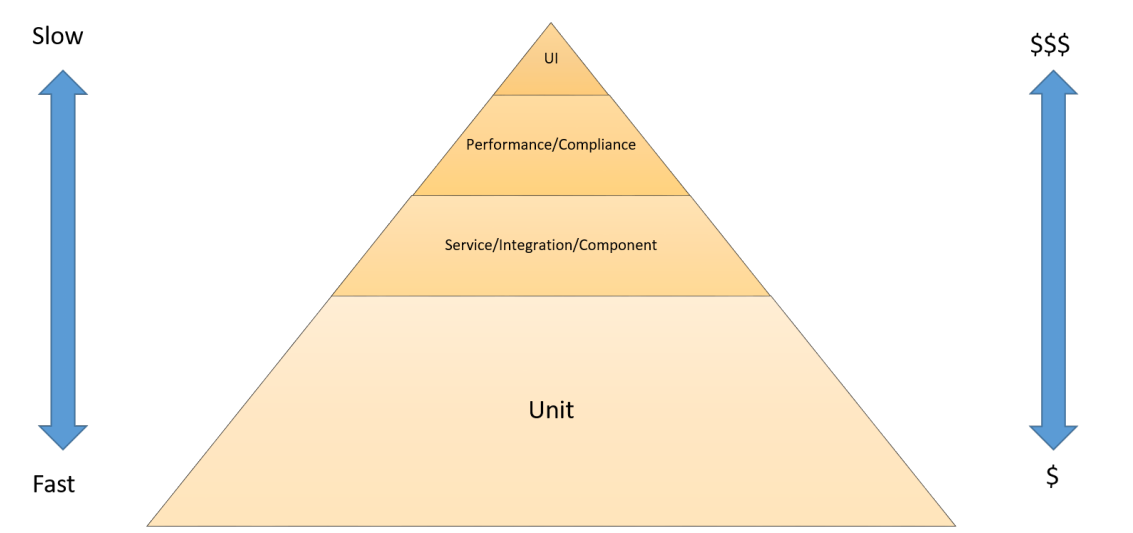 Slow
$$$
UI
Performance/Compliance
Service/Integration/Component
Unit
Fast
$